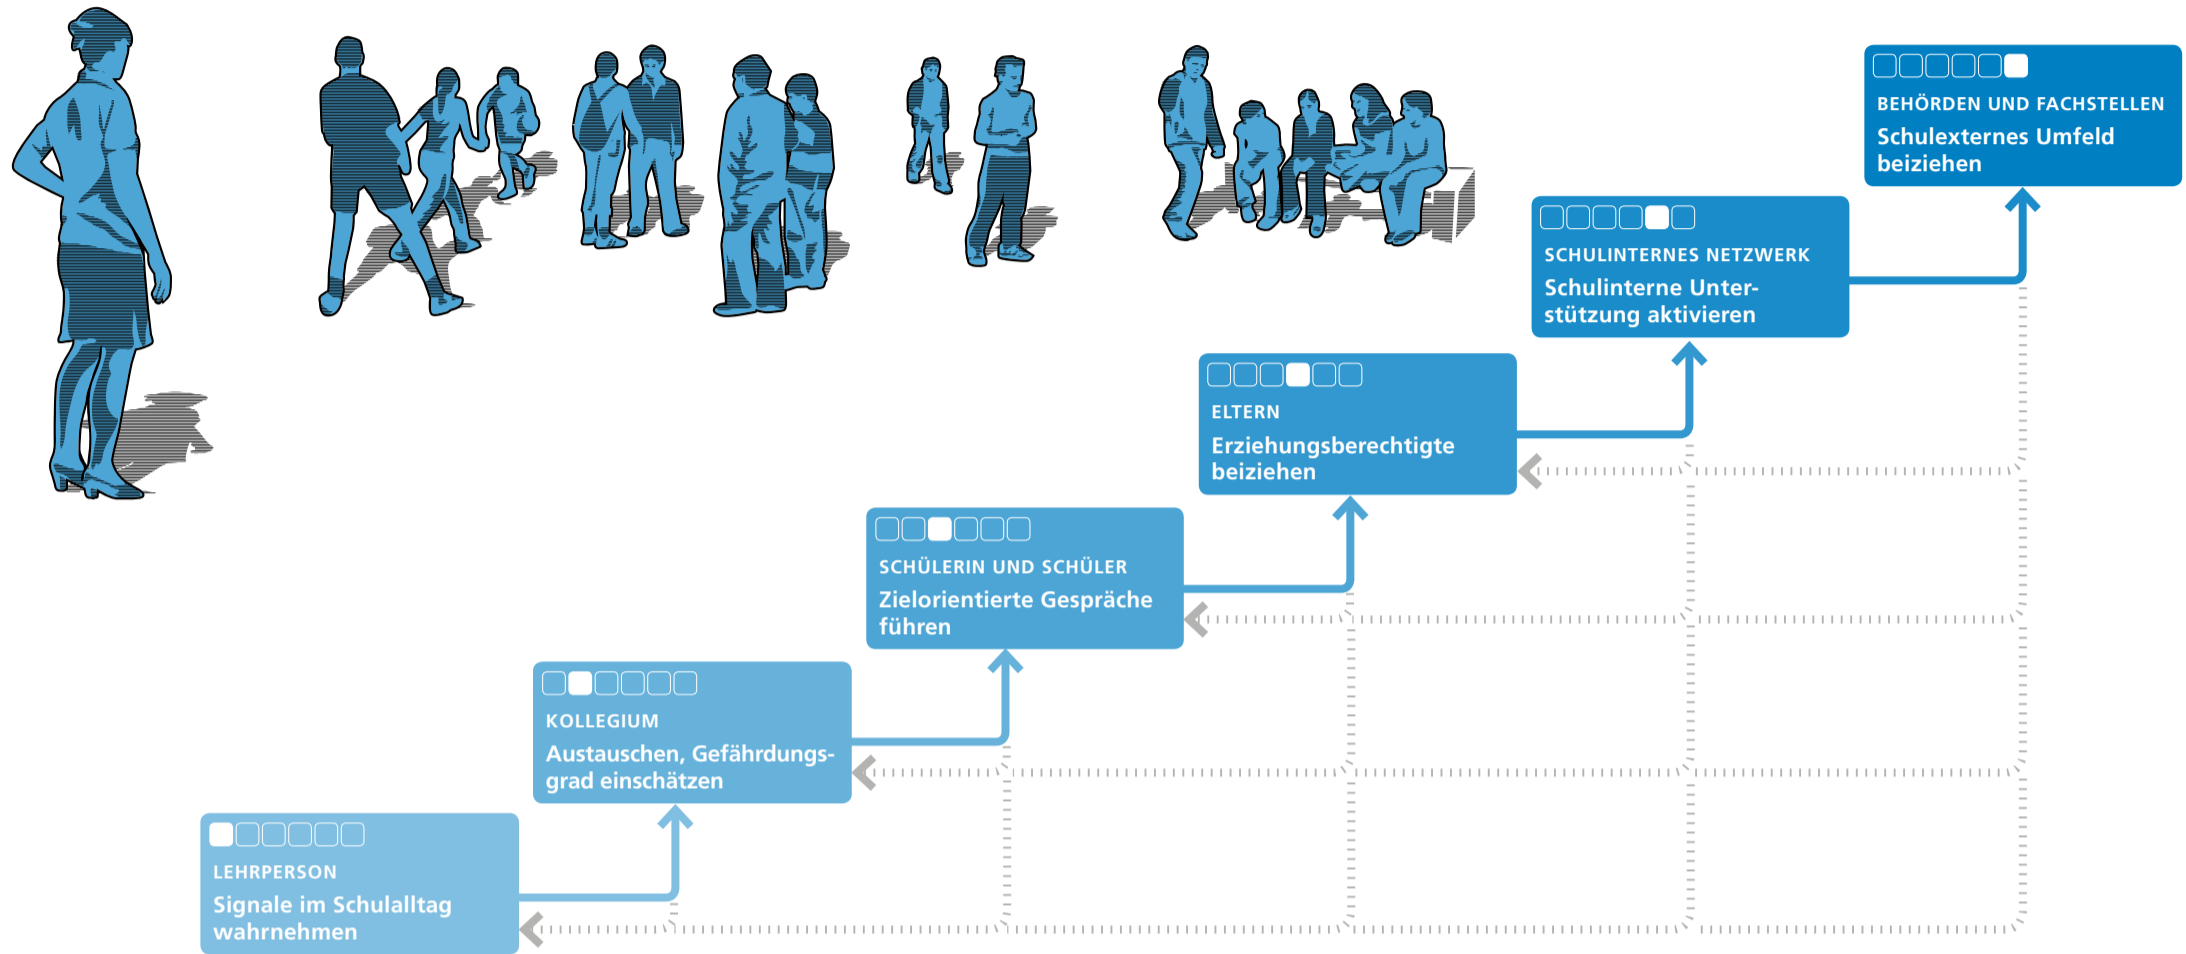 BEHÖRDEN UND FACHSTELLEN
Schulexternes Umfeld
beiziehen
SCHULINTERNES NETZWERK
Schulinterne Unter-
stützung aktivieren
ELTERN
Erziehungsberechtigte
beiziehen
SCHÜLERIN UND SCHÜLER
Zielorientierte Gespräche
führen
KOLLEGIUM
Austauschen, Gefährdungs-
grad einschätzen
LEHRPERSON
Signale im Schulalltag
wahrnehmen